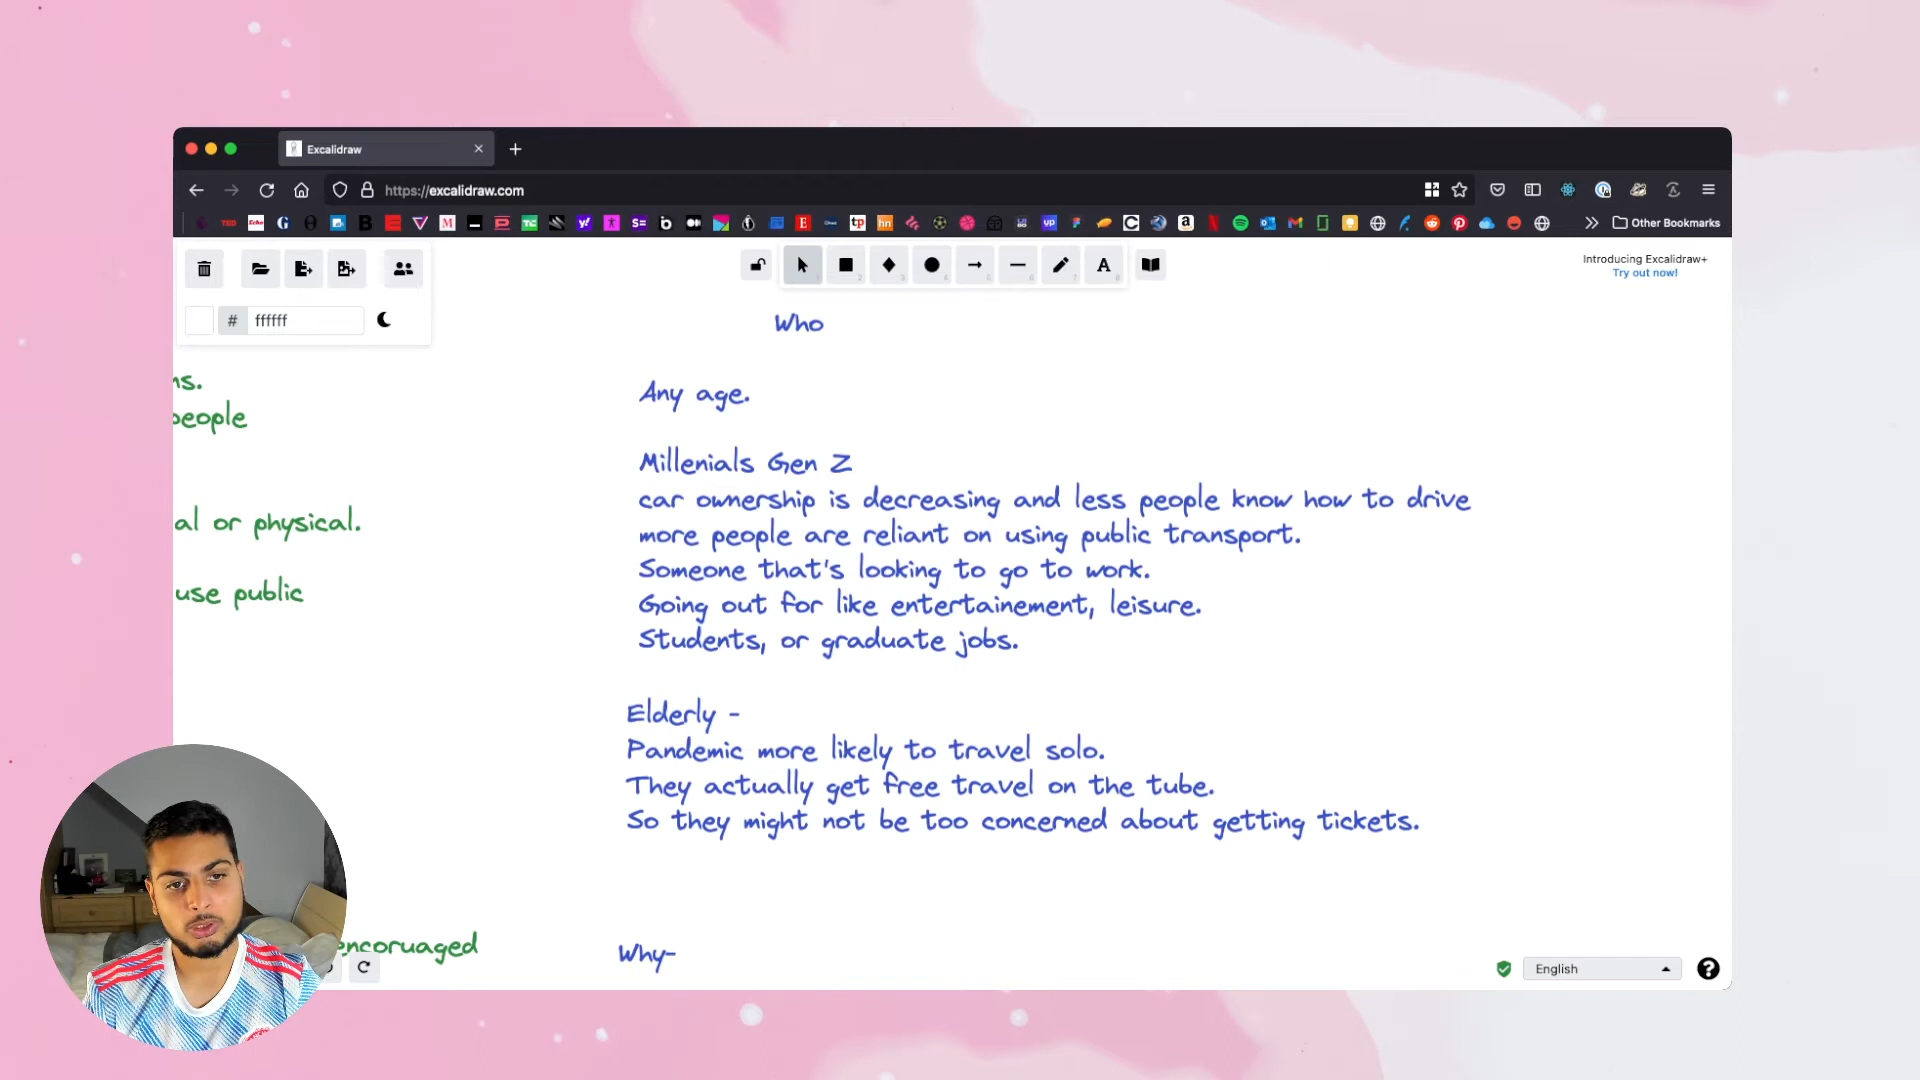 Excalidraw
https://excalidraw.com
Other Bookmarks
# ffffff
Introducing Excalidraw+
Try out now!
Who
ns.
people
al or physical.
use public
encoruaged
Any age.
Millenials Gen Z
car ownership is decreasing and less people know how to drive
more people are reliant on using public transport.
Someone that's looking to go to work.
Going out for like entertainement, leisure.
Students, or graduate jobs.
Elderly -
Pandemic more likely to travel solo.
They actually get free travel on the tube.
So they might not be too concerned about getting tickets.
Why-
English